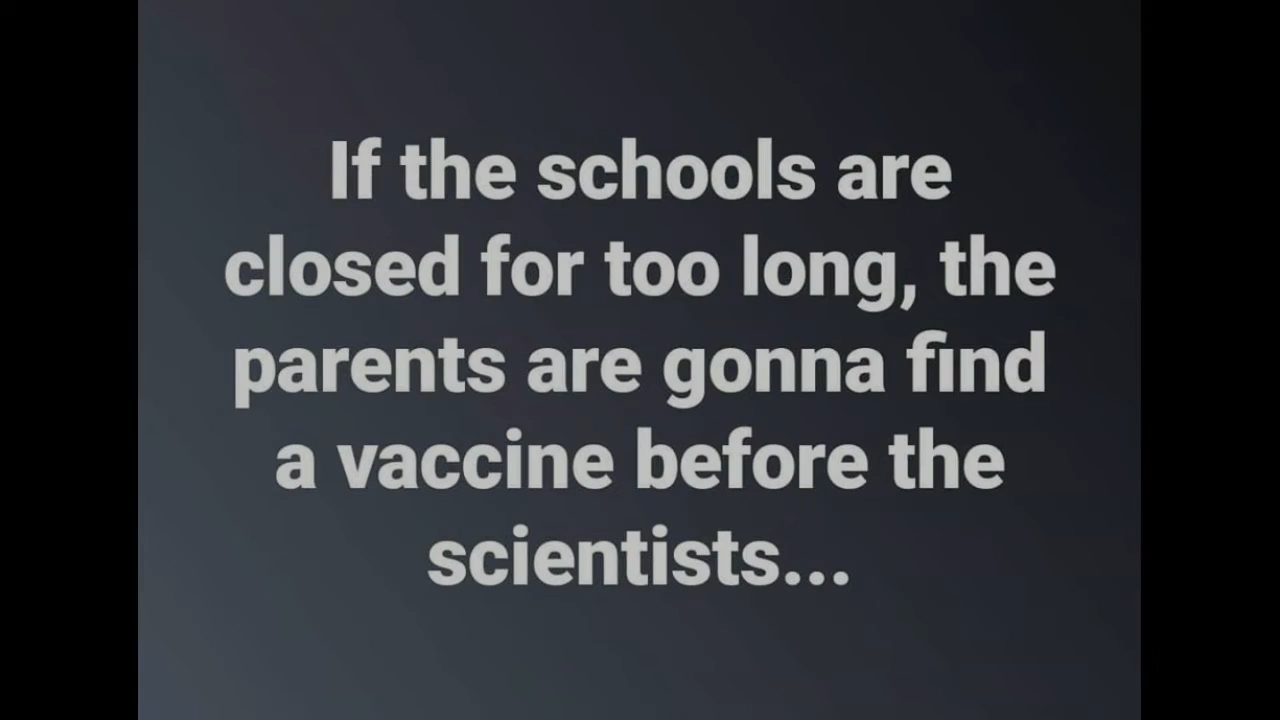 If the schools are
closed for too long, the
parents are gonna find
a vaccine before the
scientists...